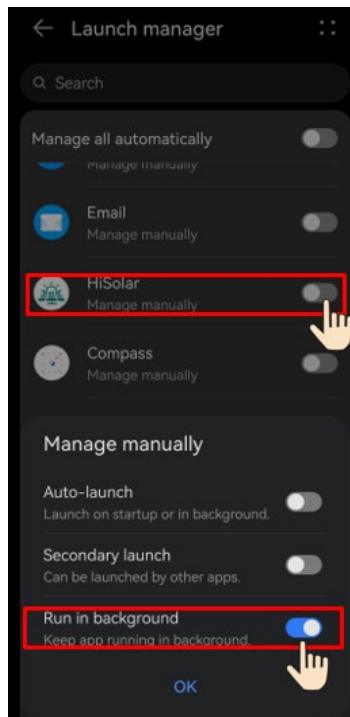 Launch manager
Search
Manage all automatically
Manage manually
Email
Manage manually
HiSolar
Manage manually
Compass
Manage manually
Manage manually
Auto-launch
Launch on startup or in background.
Secondary launch
Can be launched by other apps.
Run in background
Keep app running in background.
OK